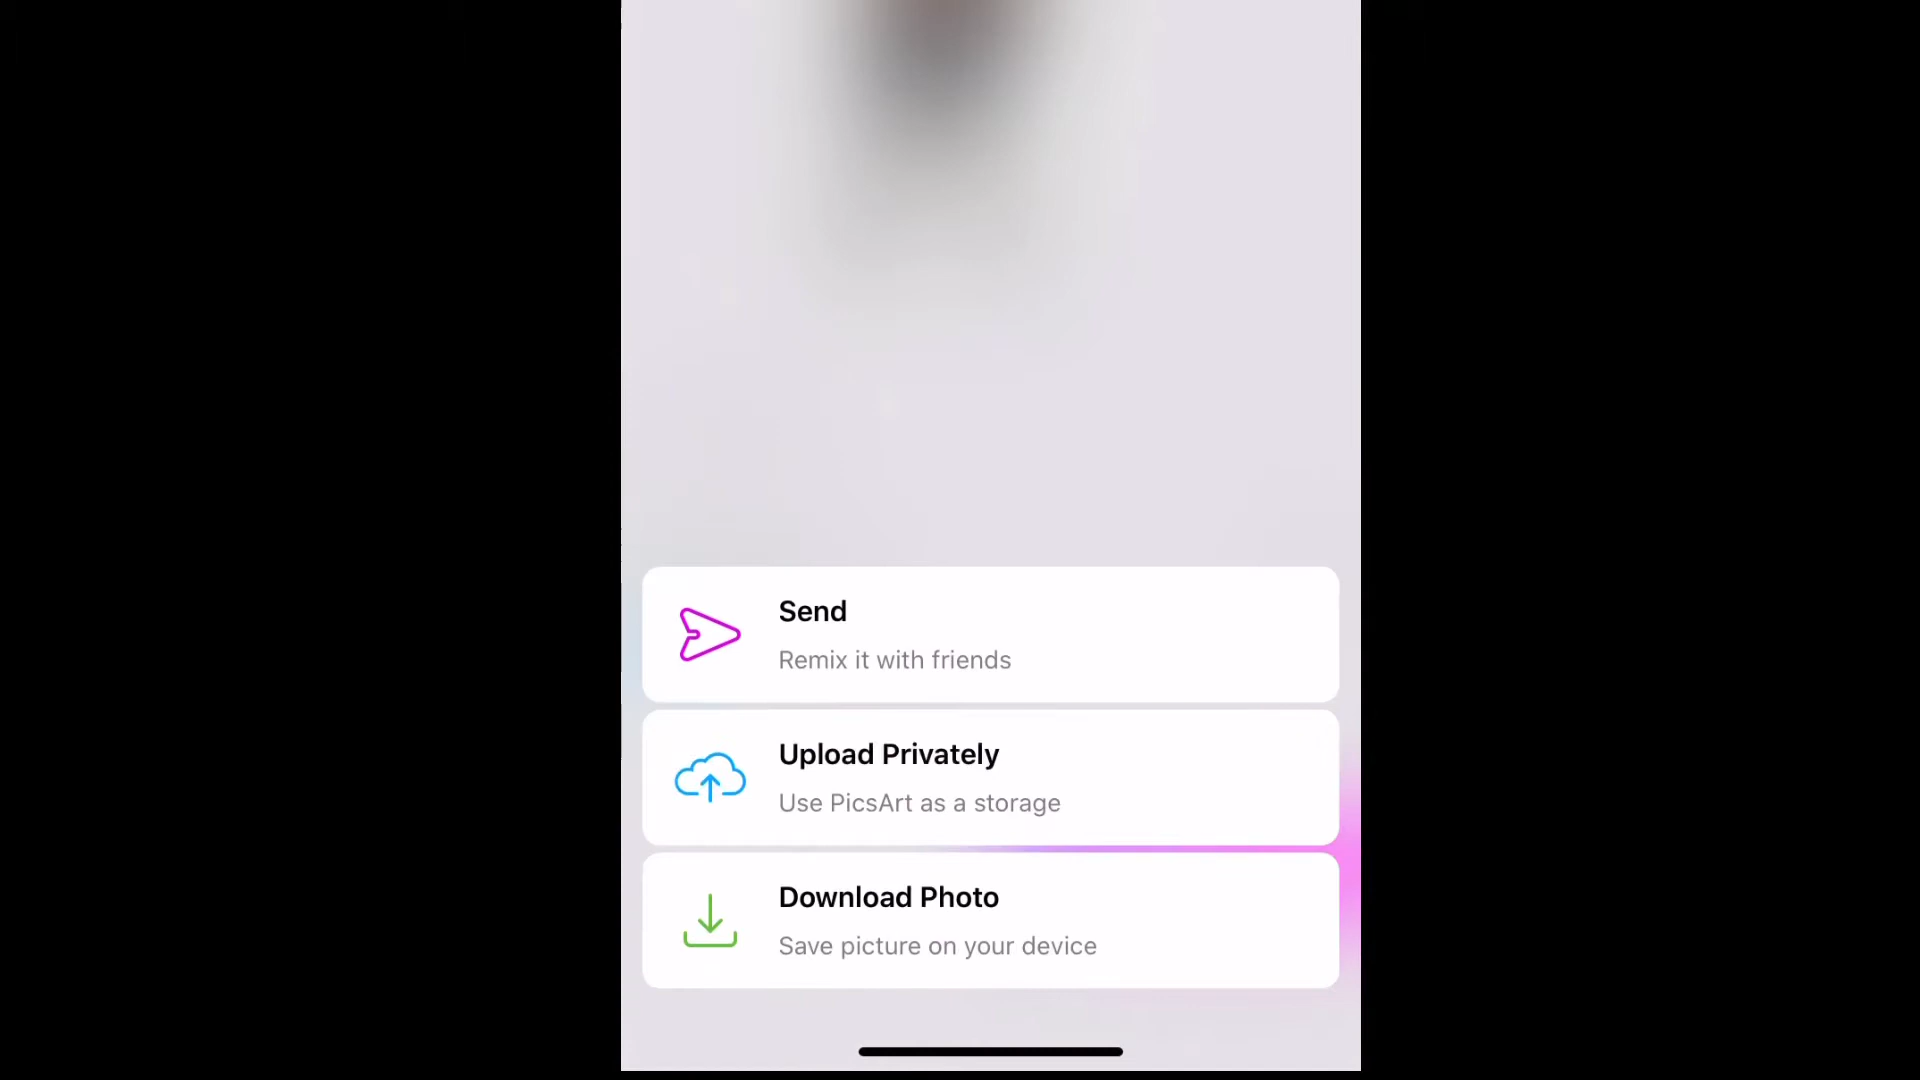 Send
Remix it with friends
Upload Privately
Use PicsArt as a storage
Download Photo
Save picture on your device